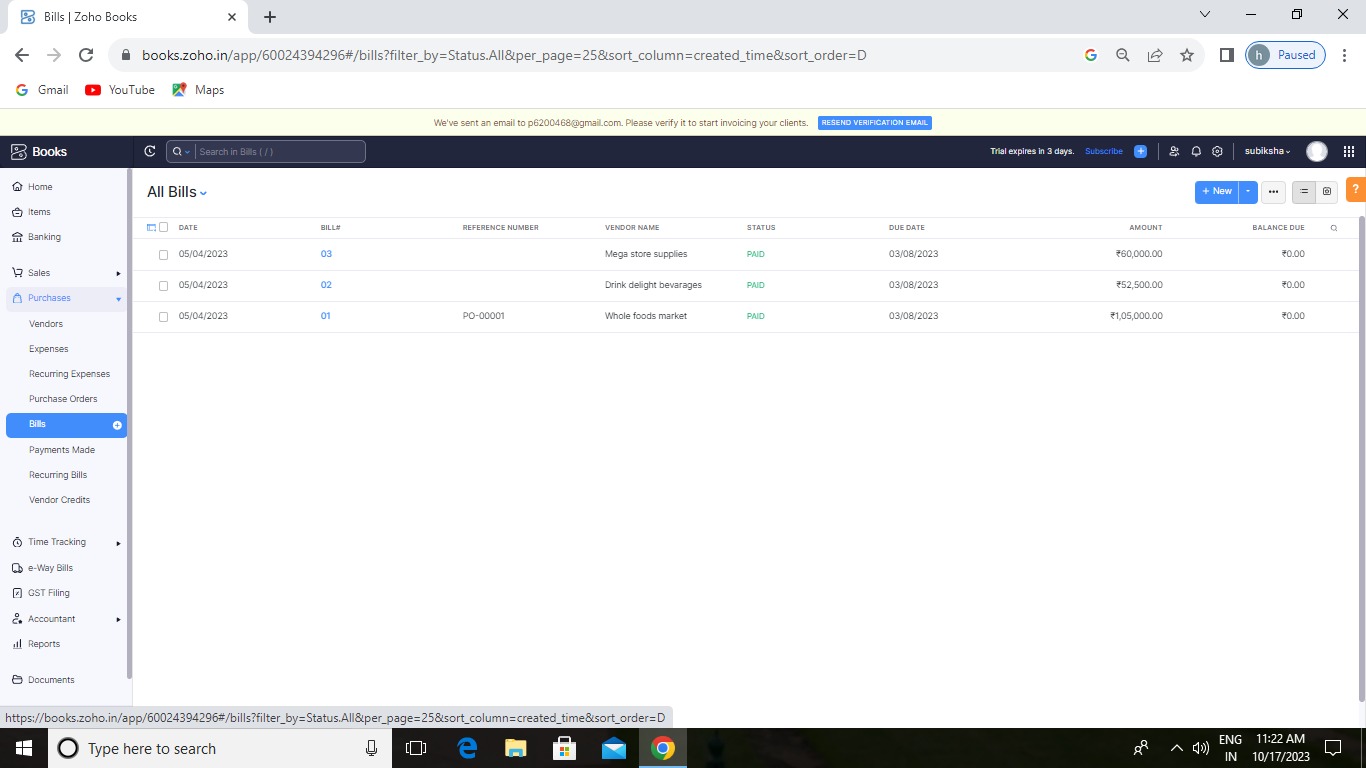 Bills | Zoho Books
books.zoho.in/app/60024394296#/bills?filter_by=Status.All&per_page=25&sort_column=created_time&sort_order=D
h Paused
Gmail YouTube Maps
We've sent an email to p6200468@gmail.com. Please verify it to start invoicing your clients. RESEND VERIFICATION EMAIL
Books Search in Bills ( / ) Trial expires in 3 days. Subscribe subiksha
Home
Items
Banking
Sales
Purchases
Vendors
Expenses
Recurring Expenses
Purchase Orders
Bills
Payments Made
Recurring Bills
Vendor Credits
Time Tracking
e-Way Bills
GST Filing
Accountant
Reports
Documents
All Bills + New ?
DATE BILL# REFERENCE NUMBER VENDOR NAME STATUS DUE DATE AMOUNT BALANCE DUE
05/04/2023 03 Mega store supplies PAID 03/08/2023 ₹60,000.00 ₹0.00
05/04/2023 02 Drink delight bevarages PAID 03/08/2023 ₹52,500.00 ₹0.00
05/04/2023 01 PO-00001 Whole foods market PAID 03/08/2023 ₹1,05,000.00 ₹0.00
https://books.zoho.in/app/60024394296#/bills?filter_by=Status.All&per_page=25&sort_column=created_time&sort_order=D
Type here to search
ENG
IN
11:22 AM
10/17/2023